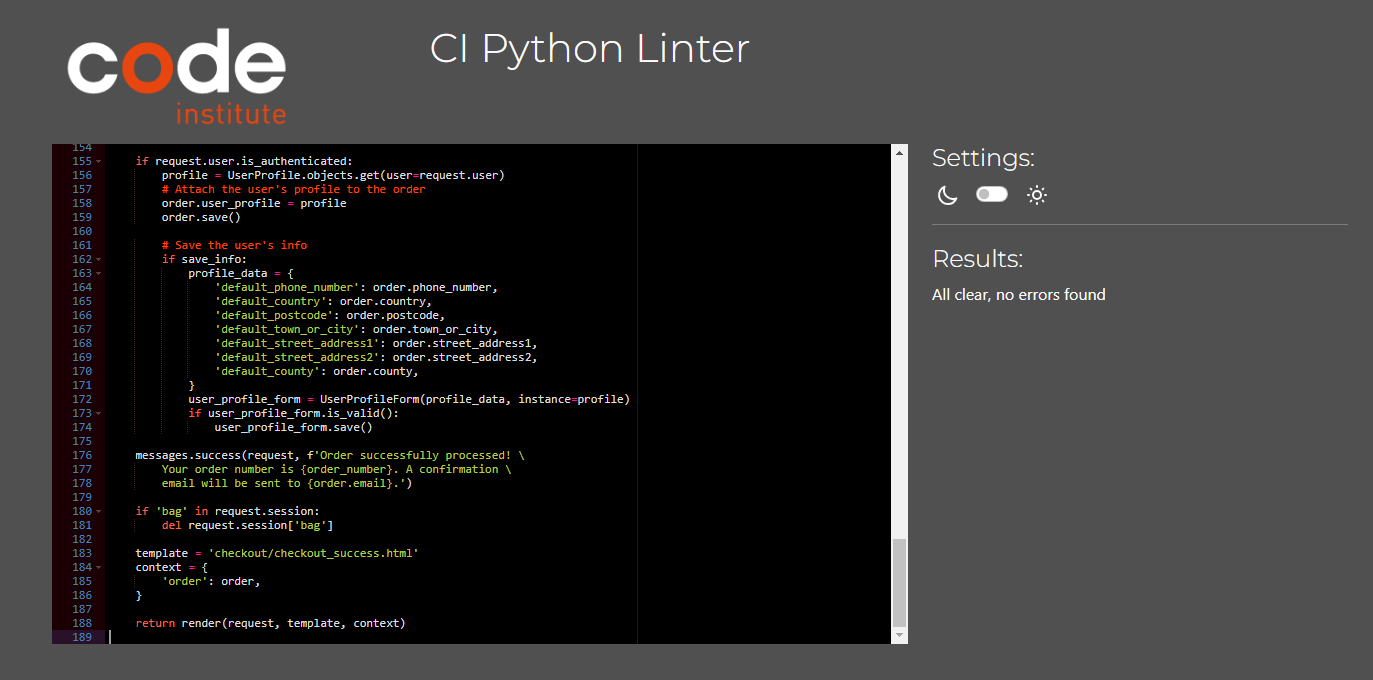 code
institute
CI Python Linter
154
155 if request.user.is_authenticated:
156 profile = UserProfile.objects.get(user=request.user)
157 # Attach the user's profile to the order
158 order.user_profile = profile
159 order.save()
160
161 # Save the user's info
162 if save_info:
163 profile_data = {
164 'default_phone_number': order.phone_number,
165 'default_country': order.country,
166 'default_postcode': order.postcode,
167 'default_town_or_city': order.town_or_city,
168 'default_street_address1': order.street_address1,
169 'default_street_address2': order.street_address2,
170 'default_county': order.county,
171 }
172 user_profile_form = UserProfileForm(profile_data, instance=profile)
173 if user_profile_form.is_valid():
174 user_profile_form.save()
175
176 messages.success(request, f'Order successfully processed! \
177 Your order number is {order_number}. A confirmation \
178 email will be sent to {order.email}.')
179
180 if 'bag' in request.session:
181 del request.session['bag']
182
183 template = 'checkout/checkout_success.html'
184 context = {
185 'order': order,
186 }
187
188 return render(request, template, context)
189
Settings:
Results:
All clear, no errors found